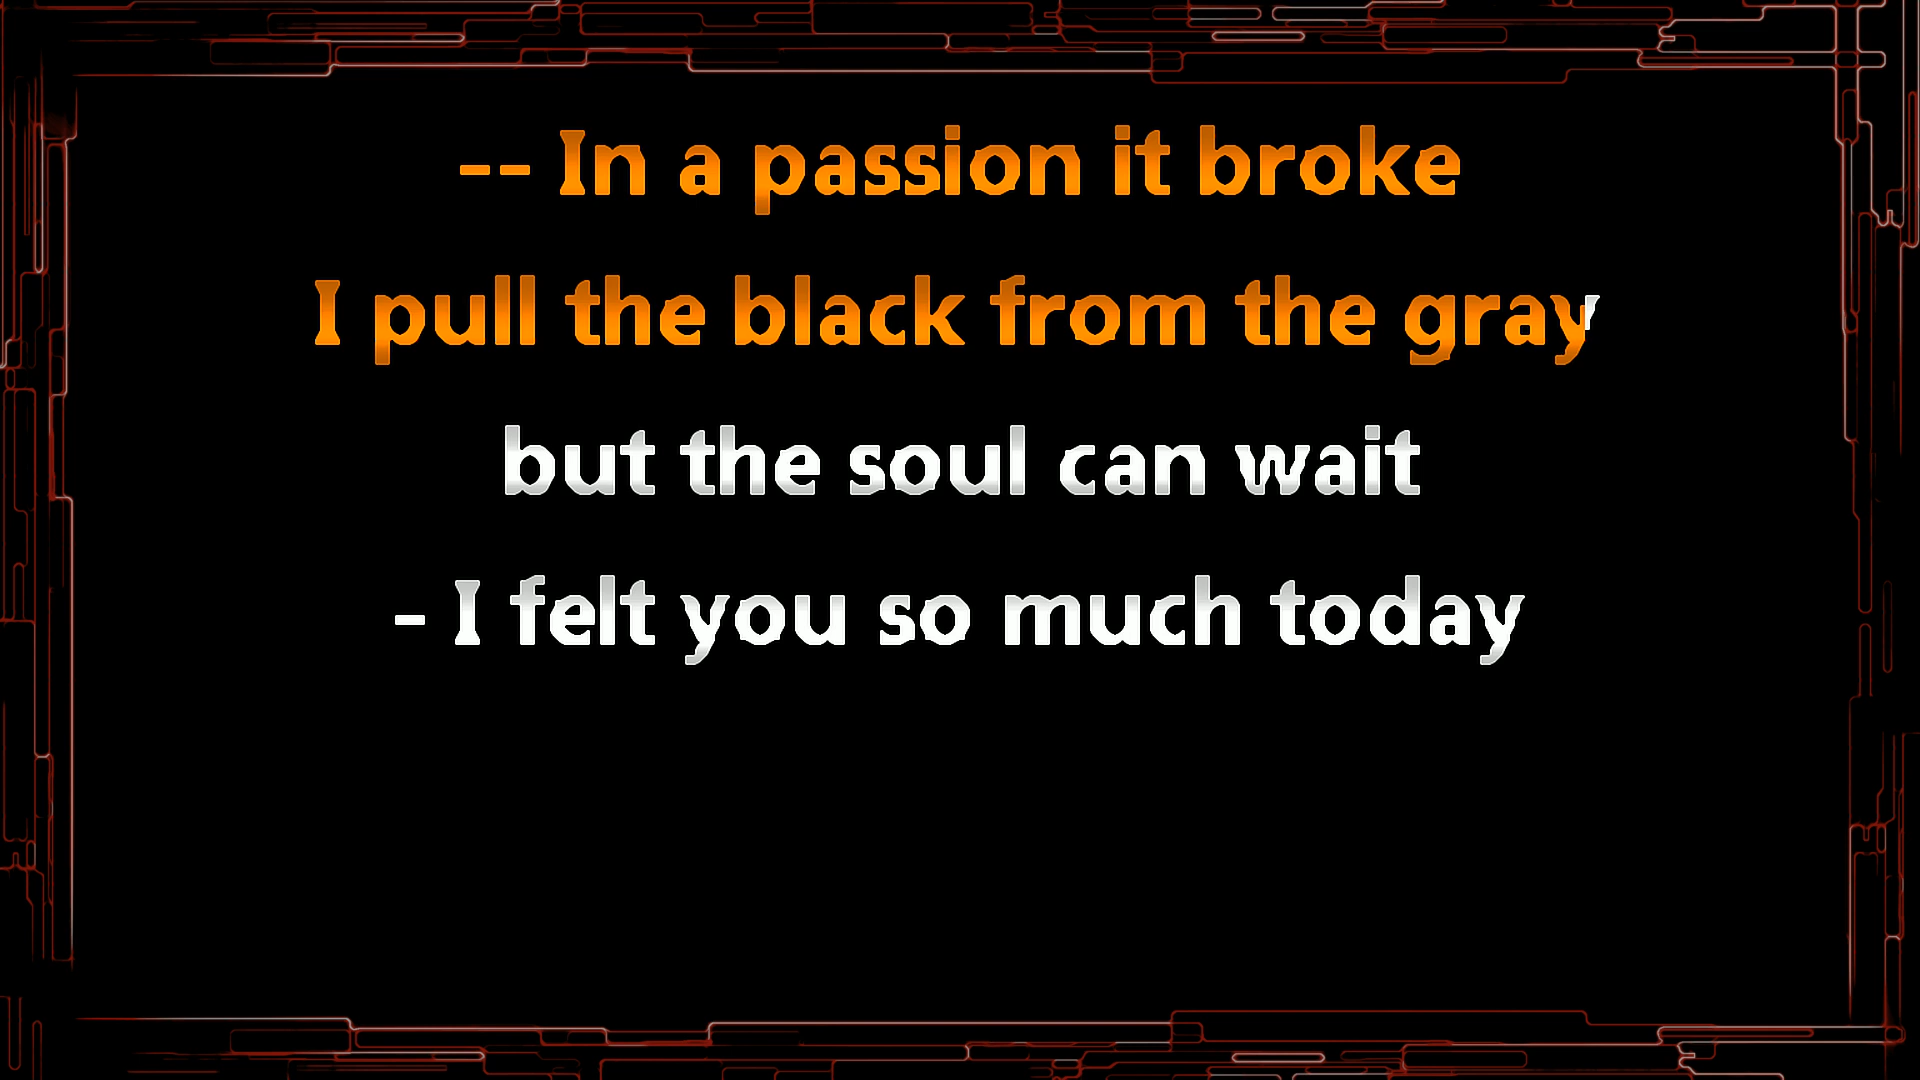 -- In a passion it broke
I pull the black from the gray
but the soul can wait
- I felt you so much today